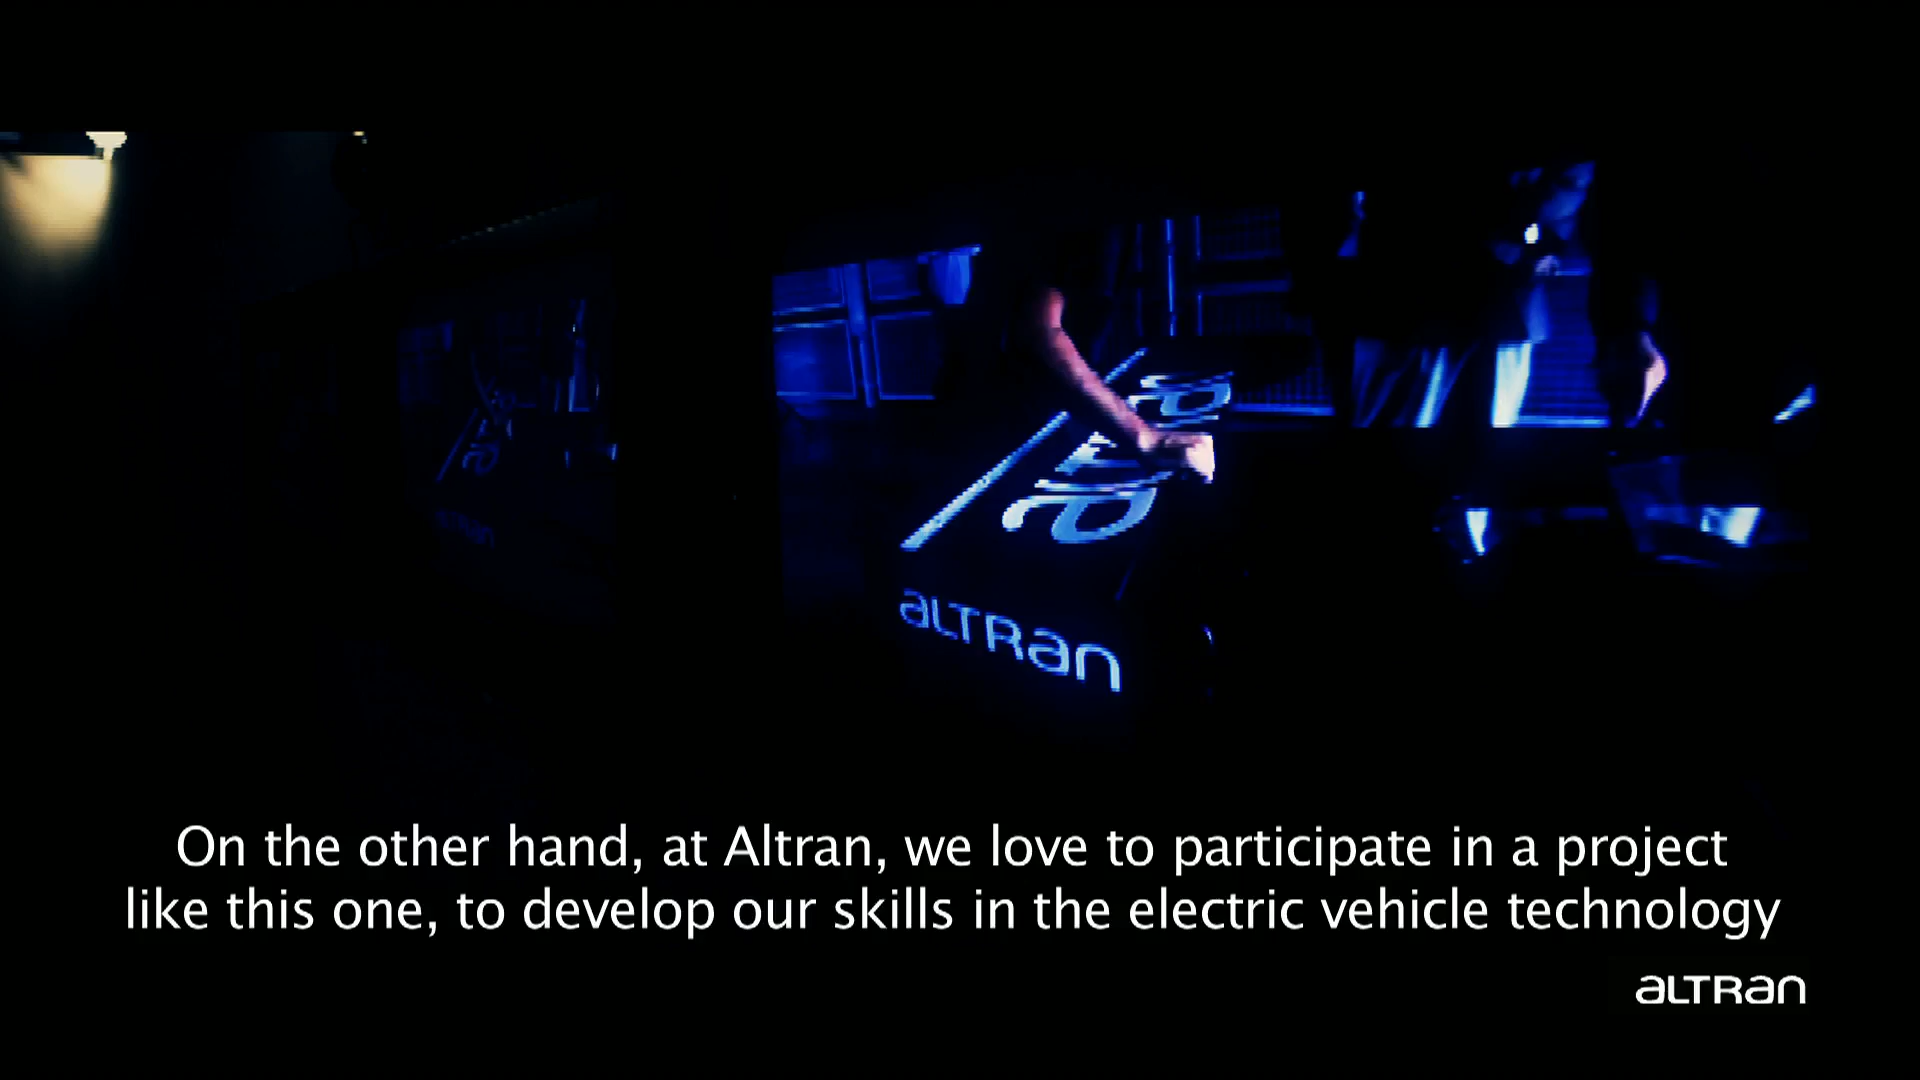 aLTRan
On the other hand, at Altran, we love to participate in a project
like this one, to develop our skills in the electric vehicle technology
aLTRan